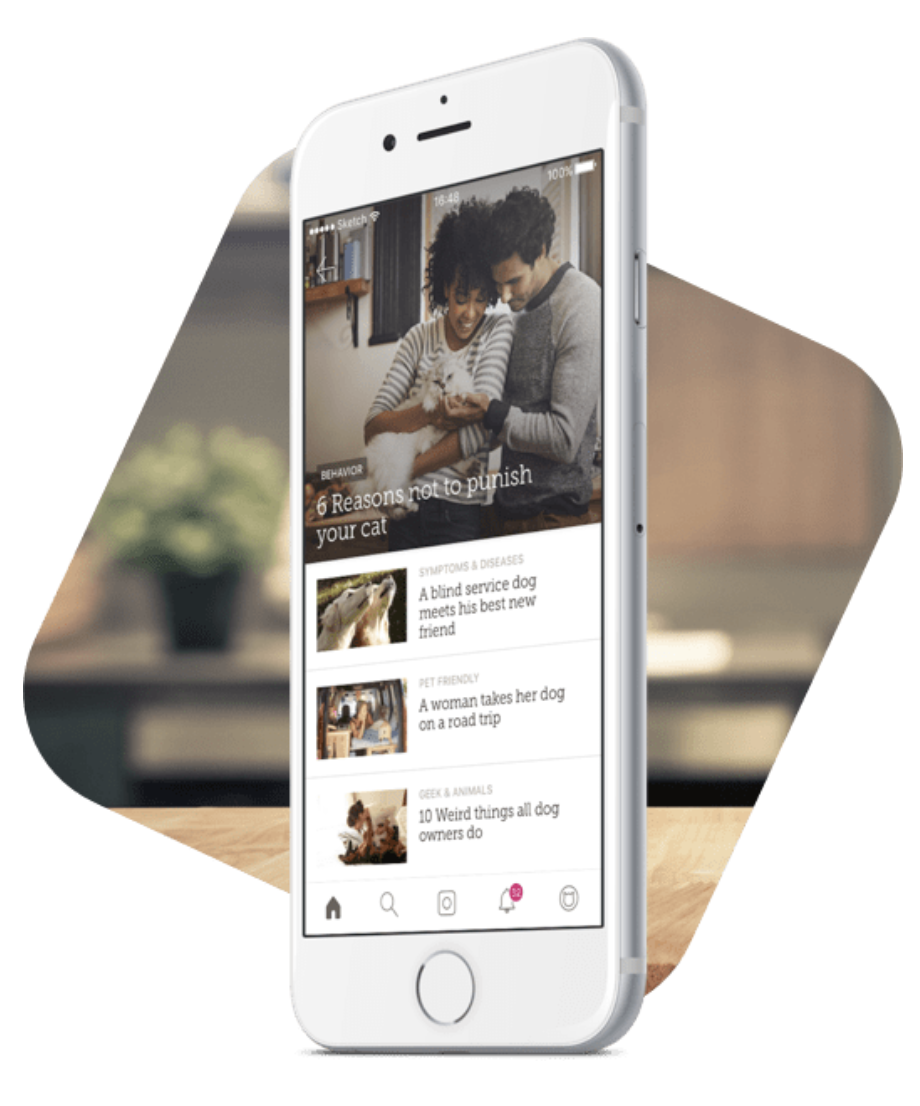 Sketch
16:48
100%
BEHAVIOR
6 Reasons not to punish
your cat
SYMPTOMS & DISEASES
A blind service dog
meets his best new
friend
PET FRIENDLY
A woman takes her dog
on a road trip
GEEK & ANIMALS
10 Weird things all dog
owners do
32